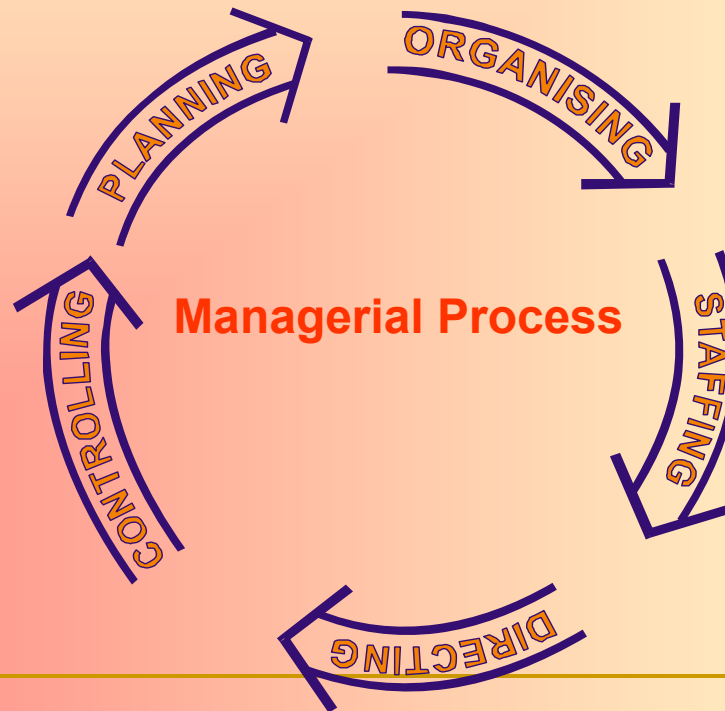 PLANNING
ORGANISING
STAFFING
DIRECTING
CONTROLLING
Managerial Process